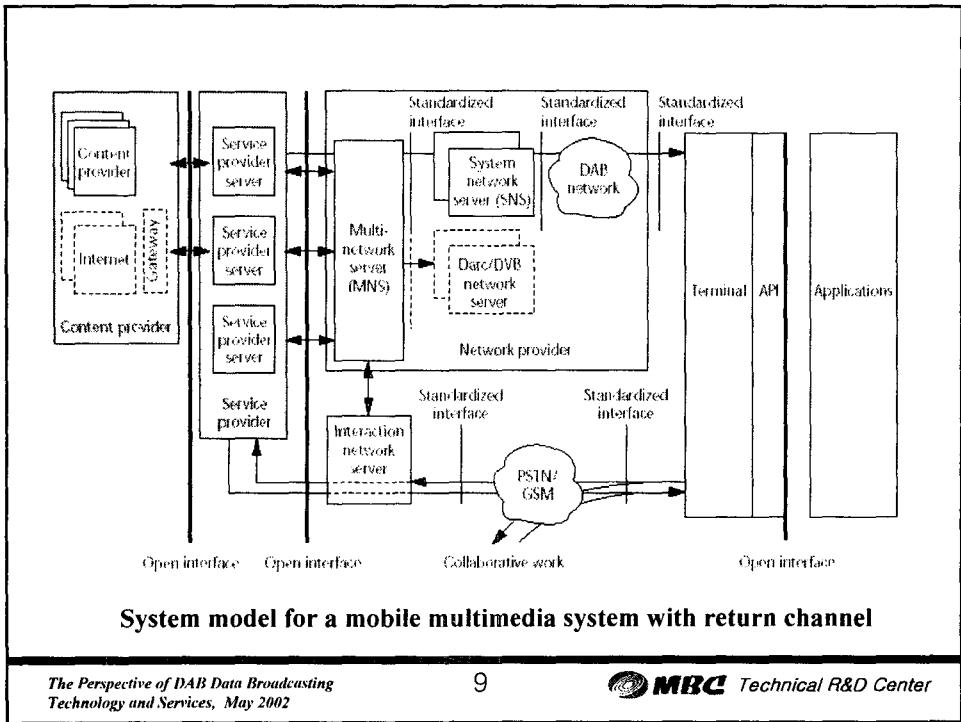 Content
provider
Internet
Gateway
Content provider
Service
provider
server
Service
provider
server
Service
provider
server
Service
provider
Multi-
network
server
(MNS)
Standardized
interface
System
network
server (SNS)
Darc/DVB
network
server
Standardized
interface
DAB
network
Standardized
interface
Network provider
Terminal
API
Applications
Interaction
network
server
Standardized
interface
PSTN/
GSM
Standardized
interface
Open interface
Open interface
Collaborative work
Open interface
System model for a mobile multimedia system with return channel
The Perspective of DAB Data Broadcasting
Technology and Services, May 2002
9
MBC Technical R&D Center